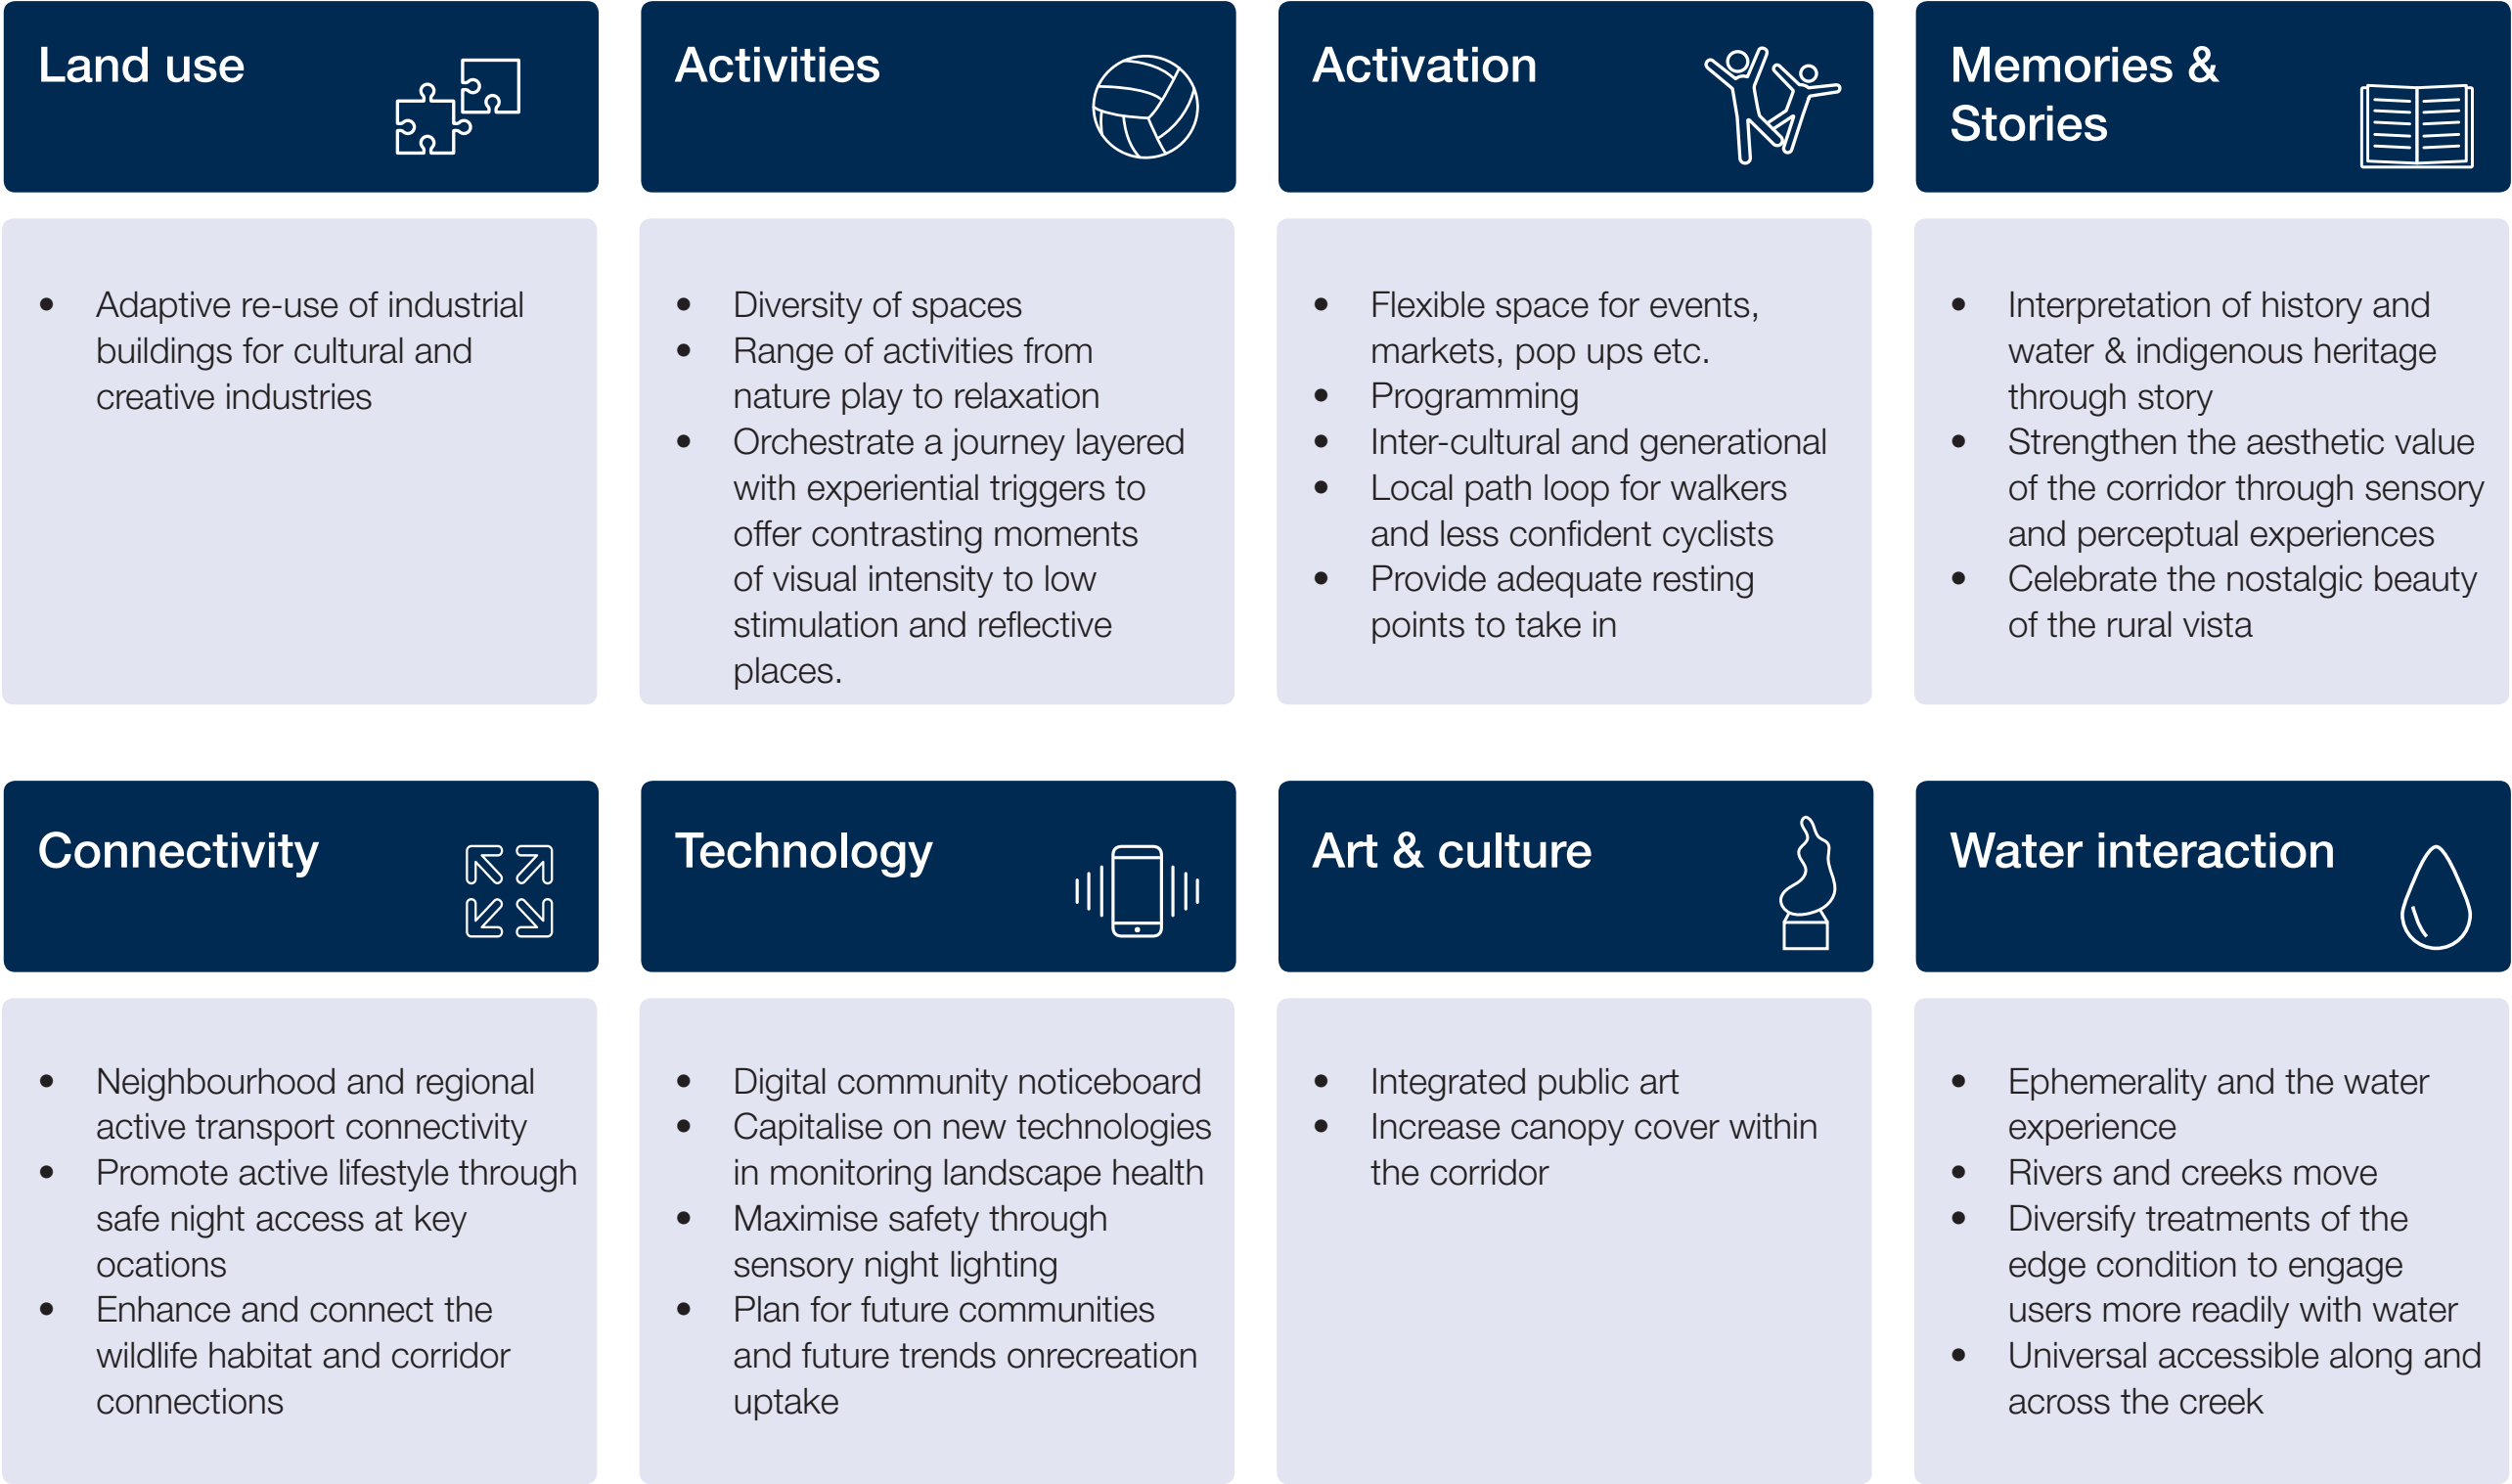 Land use
• Adaptive re-use of industrial
buildings for cultural and
creative industries
Activities
• Diversity of spaces
• Range of activities from
nature play to relaxation
• Orchestrate a journey layered
with experiential triggers to
offer contrasting moments
of visual intensity to low
stimulation and reflective
places.
Activation
• Flexible space for events,
markets, pop ups etc.
• Programming
• Inter-cultural and generational
• Local path loop for walkers
and less confident cyclists
• Provide adequate resting
points to take in
Memories &
Stories
• Interpretation of history and
water & indigenous heritage
through story
• Strengthen the aesthetic value
of the corridor through sensory
and perceptual experiences
• Celebrate the nostalgic beauty
of the rural vista
Connectivity
• Neighbourhood and regional
active transport connectivity
• Promote active lifestyle through
safe night access at key
ocations
• Enhance and connect the
wildlife habitat and corridor
connections
Technology
• Digital community noticeboard
• Capitalise on new technologies
in monitoring landscape health
• Maximise safety through
sensory night lighting
• Plan for future communities
and future trends onrecreation
uptake
Art & culture
• Integrated public art
• Increase canopy cover within
the corridor
Water interaction
• Ephemerality and the water
experience
• Rivers and creeks move
• Diversify treatments of the
edge condition to engage
users more readily with water
• Universal accessible along and
across the creek